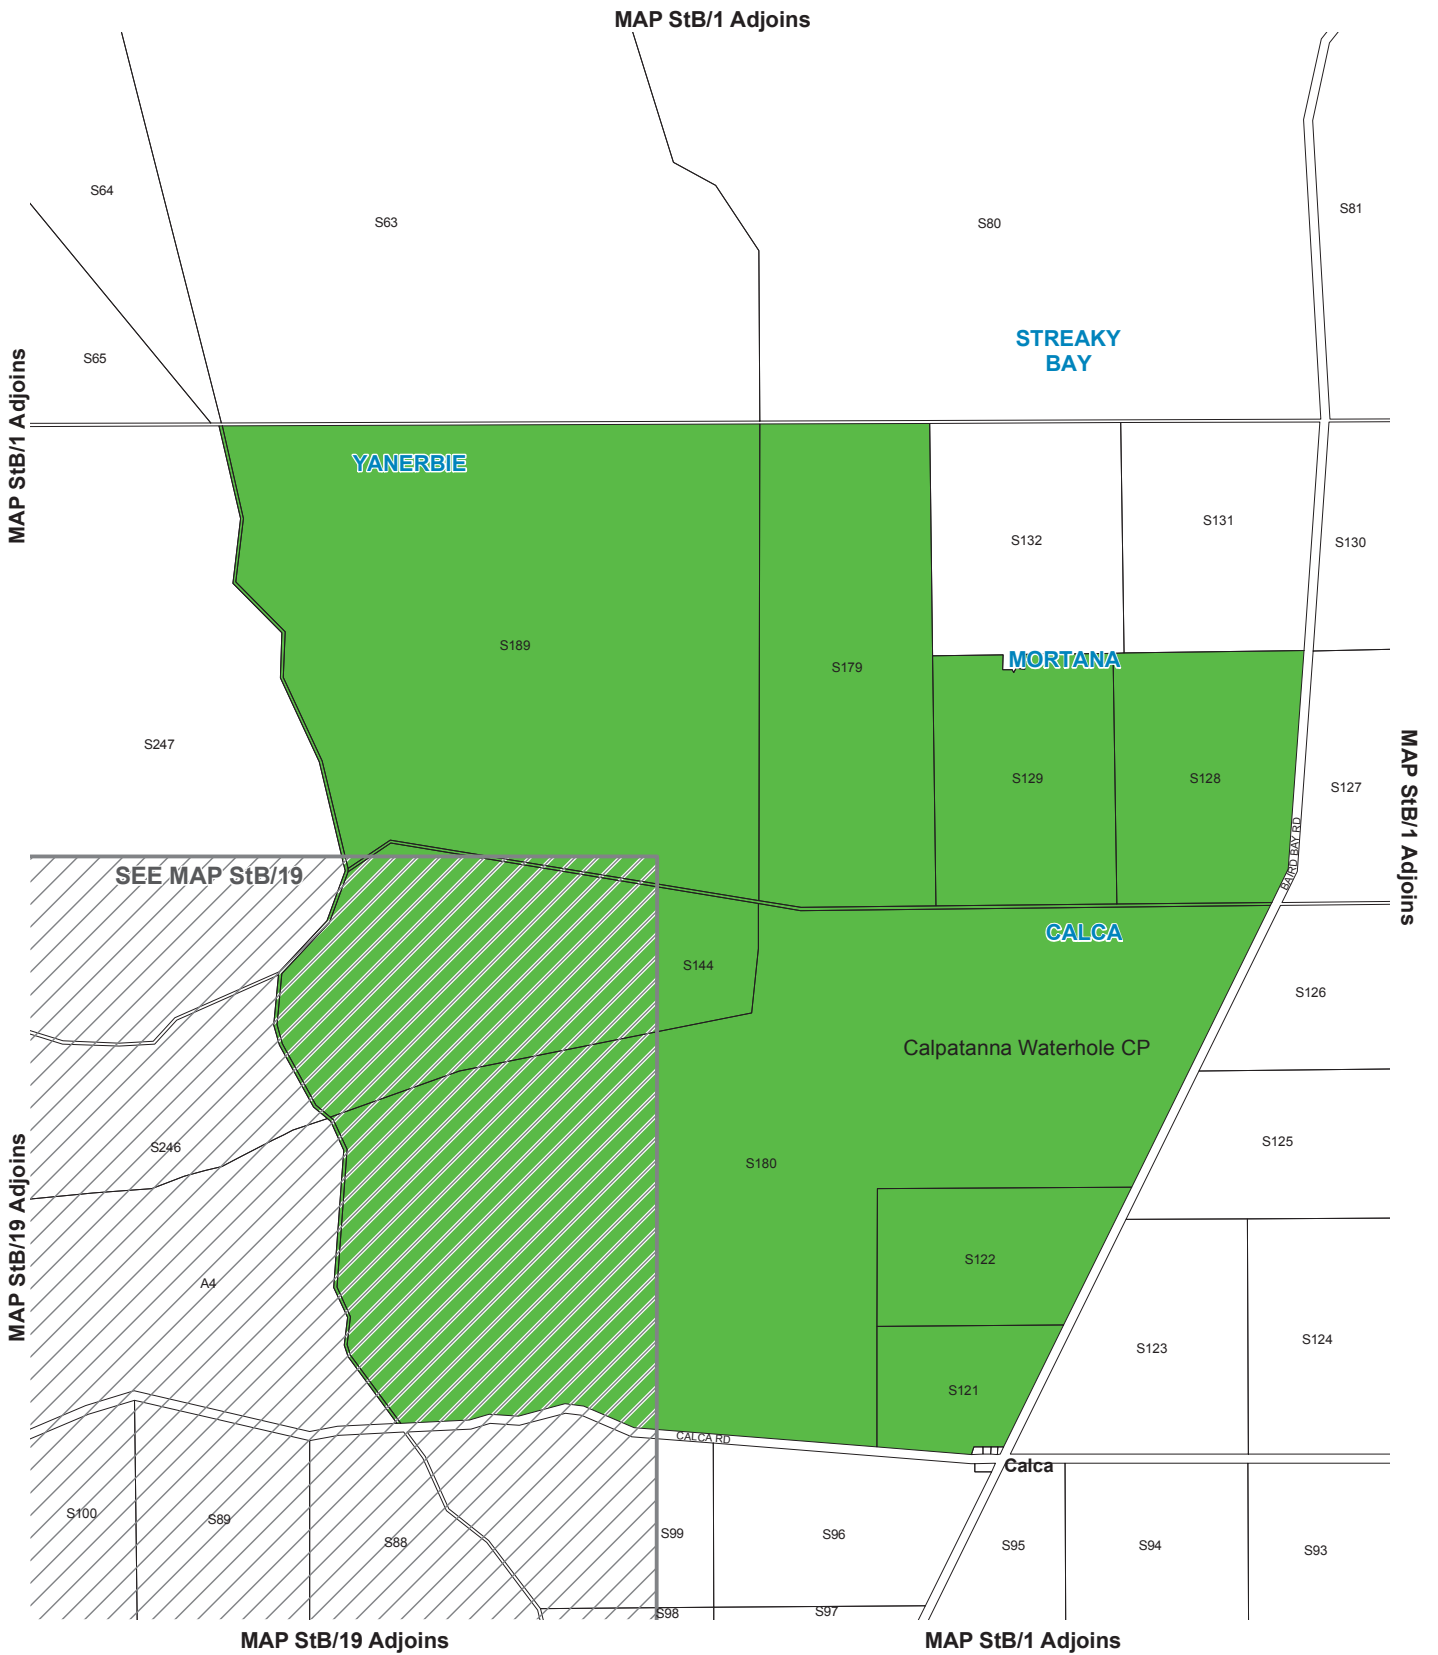 MAP StB/1 Adjoins
S64
S63
S80
S81
STREAKY
BAY
S65
MAP StB/1 Adjoins
YANERBIE
S132
S131
S130
S189
S179
MORTANA
S247
S129
S128
S127
MAP StB/1 Adjoins
BAIRD BAY RD
SEE MAP StB/19
CALCA
S144
S126
Calpatanna Waterhole CP
S246
S180
S125
MAP StB/19 Adjoins
A4
S122
S123
S124
S121
CALCA RD
Calca
S100
S89
S88
S99
S96
S95
S94
S93
S98
S97
MAP StB/19 Adjoins
MAP StB/1 Adjoins